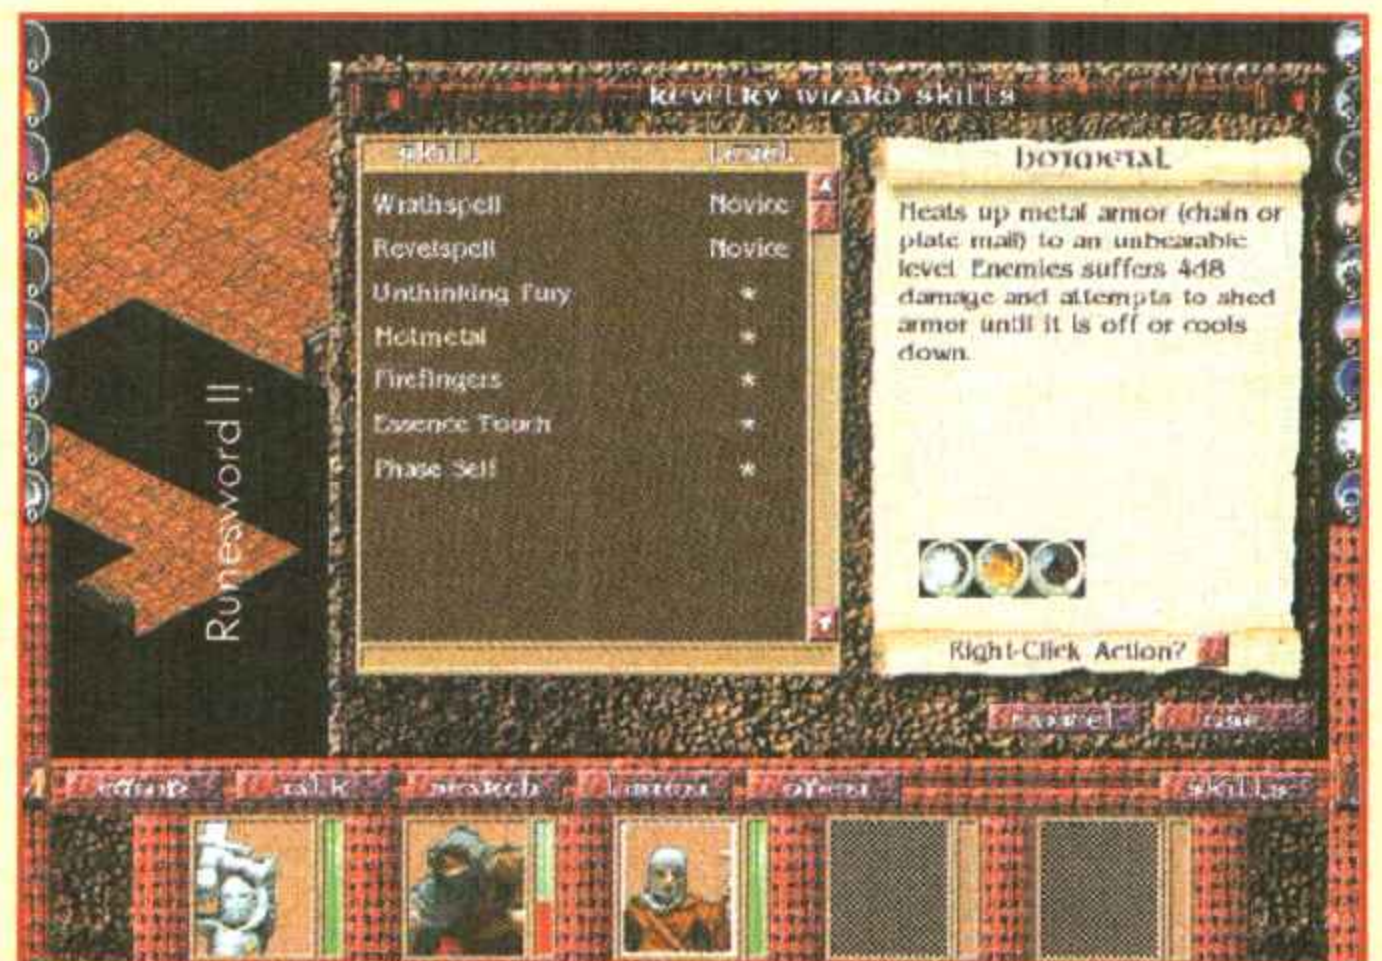 REVELRY WIZARD SKILLS
Skill Level
Wrathspell Novice
Revelspell Novice
Unthinking Fury *
Hotmetal *
Firefingers *
Essence Touch *
Phase Self *
Hotmetal
Heats up metal armor (chain or
plate mail) to an unbearable
level. Enemies suffers 4d8
damage and attempts to shed
armor until it is off or cools
down.
Right-Click Action?
Cancel Use
Runesword II
Equip Talk Search Open Skills